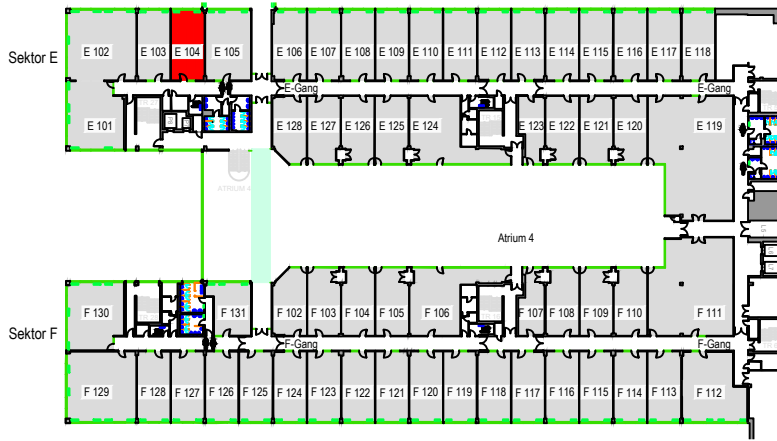 E 102 E 103 E 104 E 105 E 106 E 107 E 108 E 109 E 110 E 111 E 112 E 113 E 114 E 115 E 116 E 117 E 118
Sektor E
E-Gang E-Gang
E 101 E 128 E 127 E 126 E 125 E 124 E 123 E 122 E 121 E 120 E 119
ATRIUM 4
Atrium 4
F 130 F 131 F 102 F 103 F 104 F 105 F 106 F 107 F 108 F 109 F 110 F 111
Sektor F
F-Gang F-Gang
F 129 F 128 F 127 F 126 F 125 F 124 F 123 F 122 F 121 F 120 F 119 F 118 F 117 F 116 F 115 F 114 F 113 F 112